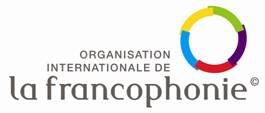 ORGANISATION
INTERNATIONALE DE
la francophonie©